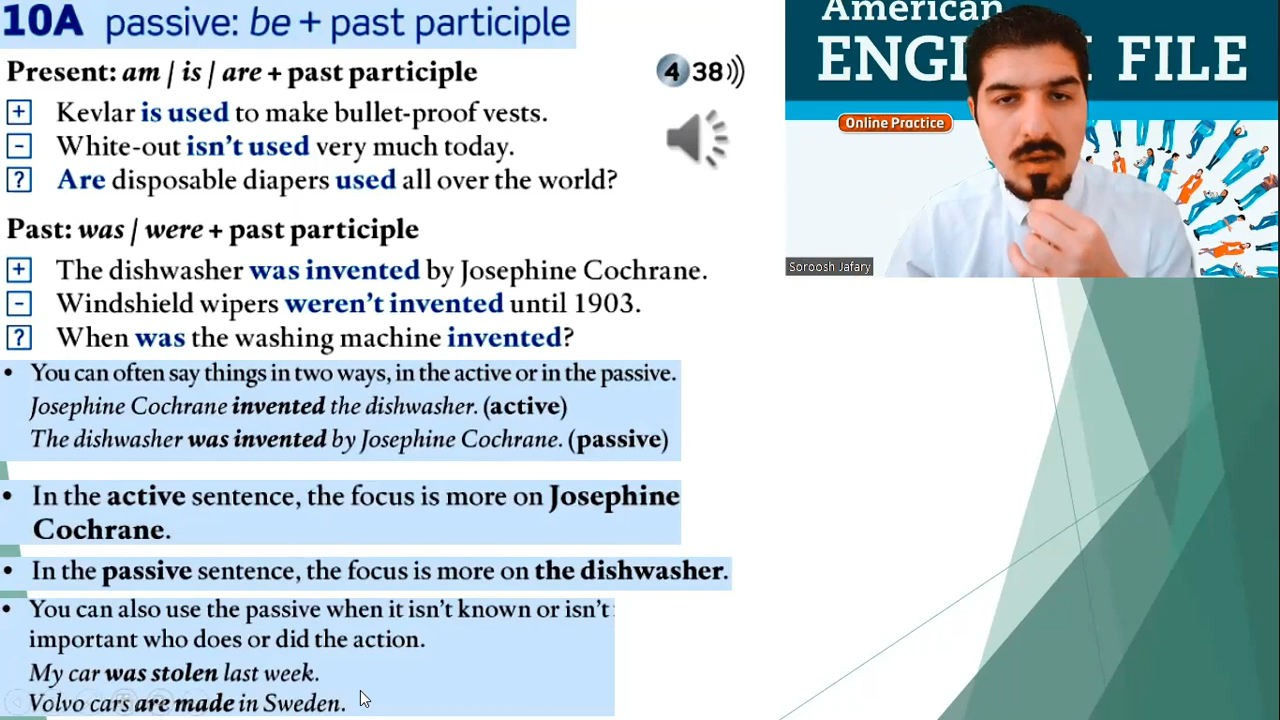 10A passive: be + past participle
Present: am | is | are + past participle
4 38
+ Kevlar is used to make bullet-proof vests.
- White-out isn't used very much today.
? Are disposable diapers used all over the world?
Past: was | were + past participle
+ The dishwasher was invented by Josephine Cochrane.
- Windshield wipers weren't invented until 1903.
? When was the washing machine invented?
• You can often say things in two ways, in the active or in the passive.
Josephine Cochrane invented the dishwasher. (active)
The dishwasher was invented by Josephine Cochrane. (passive)
• In the active sentence, the focus is more on Josephine
Cochrane.
• In the passive sentence, the focus is more on the dishwasher.
• You can also use the passive when it isn't known or isn't
important who does or did the action.
My car was stolen last week.
Volvo cars are made in Sweden.
American
ENG FILE
Online Practice
Soroosh Jafary